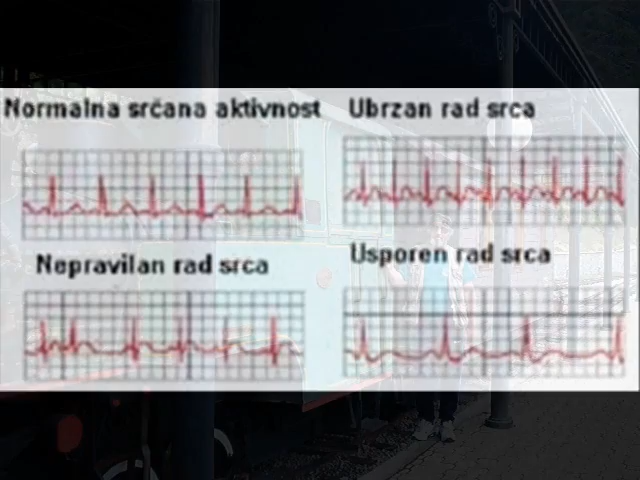 Normalna srčana aktivnost
Ubrzan rad srca
Nepravilan rad srca
Usporen rad srca